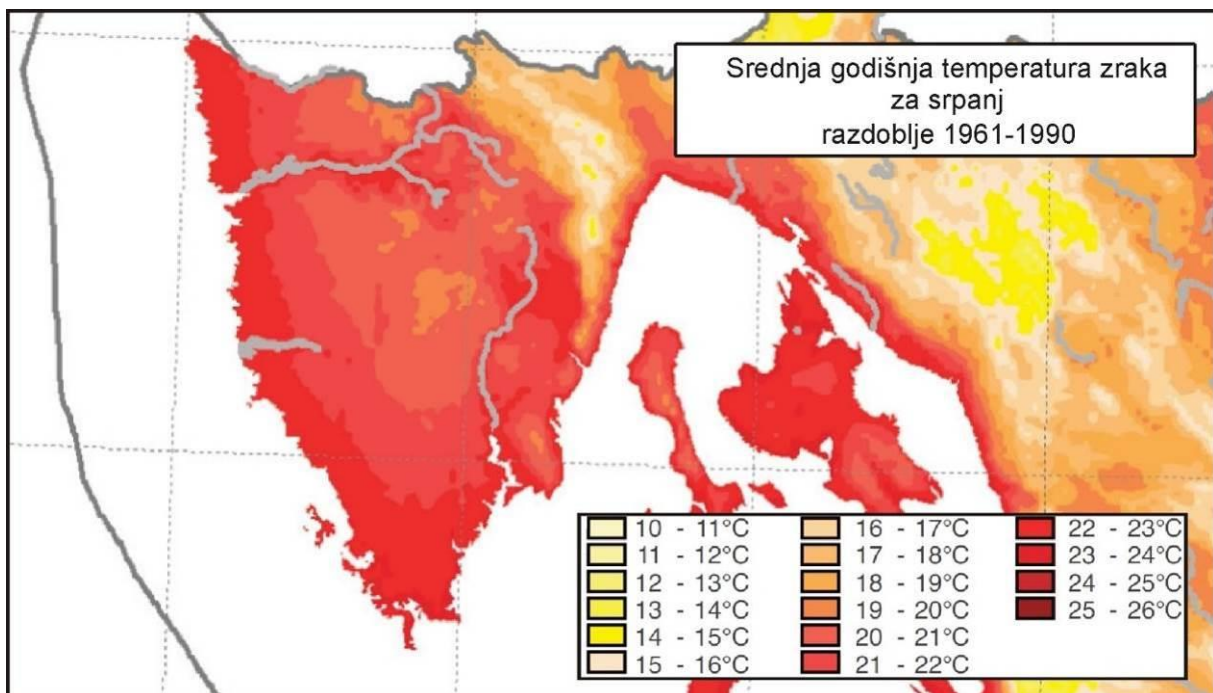 Srednja godišnja temperatura zraka
za srpanj
razdoblje 1961-1990
10 - 11°C
11 - 12°C
12 - 13°C
13 - 14°C
14 - 15°C
15 - 16°C
16 - 17°C
17 - 18°C
18 - 19°C
19 - 20°C
20 - 21°C
21 - 22°C
22 - 23°C
23 - 24°C
24 - 25°C
25 - 26°C